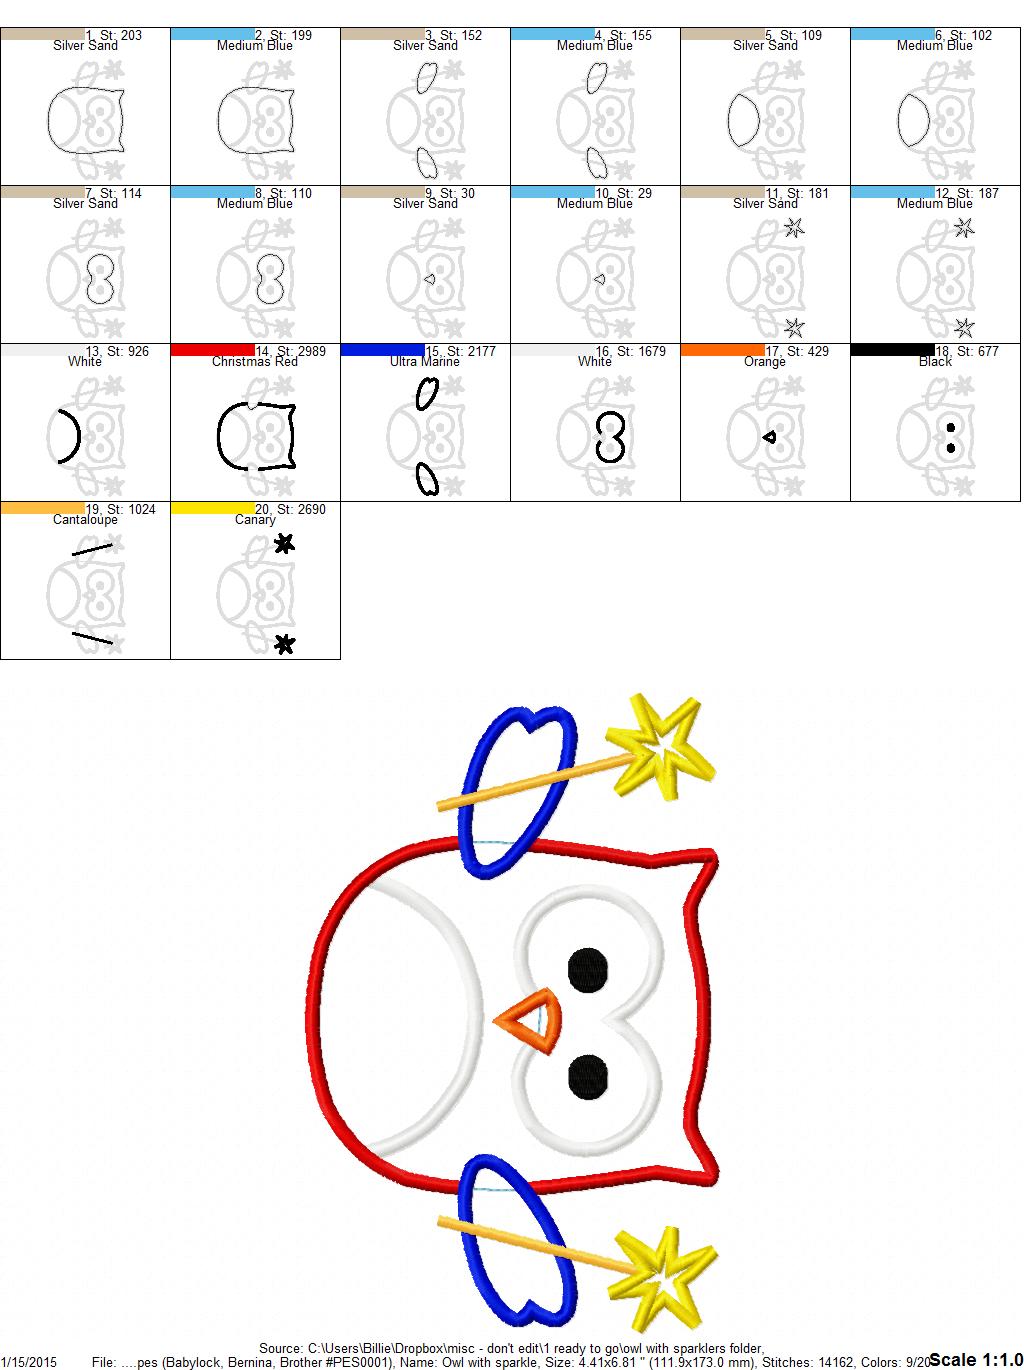 1, St: 203
Silver Sand
2, St: 199
Medium Blue
3, St: 152
Silver Sand
4, St: 155
Medium Blue
5, St: 109
Silver Sand
6, St: 102
Medium Blue
7, St: 114
Silver Sand
8, St: 110
Medium Blue
9, St: 30
Silver Sand
10, St: 29
Medium Blue
11, St: 181
Silver Sand
12, St: 187
Medium Blue
13, St: 926
White
14, St: 2989
Christmas Red
15, St: 2177
Ultra Marine
16, St: 1679
White
17, St: 429
Orange
18, St: 677
Black
19, St: 1024
Cantaloupe
20, St: 2690
Canary
Source: C:\Users\Billie\Dropbox\misc - don't edit\1 ready to go\owl with sparklers folder,
1/15/2015 File: ....pes (Babylock, Bernina, Brother #PES0001), Name: Owl with sparkle, Size: 4.41x6.81 " (111.9x173.0 mm), Stitches: 14162, Colors: 9/20 Scale 1:1.0